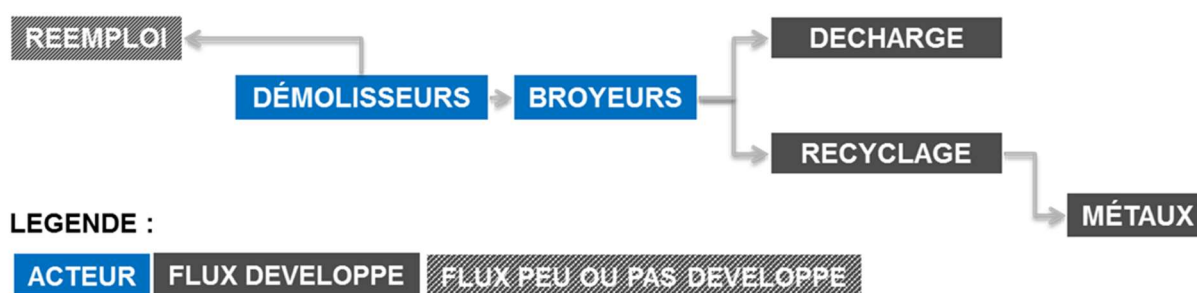 REEMPLOI
DECHARGE
DÉMOLISSEURS
BROYEURS
RECYCLAGE
MÉTAUX
LEGENDE :
ACTEUR
FLUX DEVELOPPE
FLUX PEU OU PAS DEVELOPPE